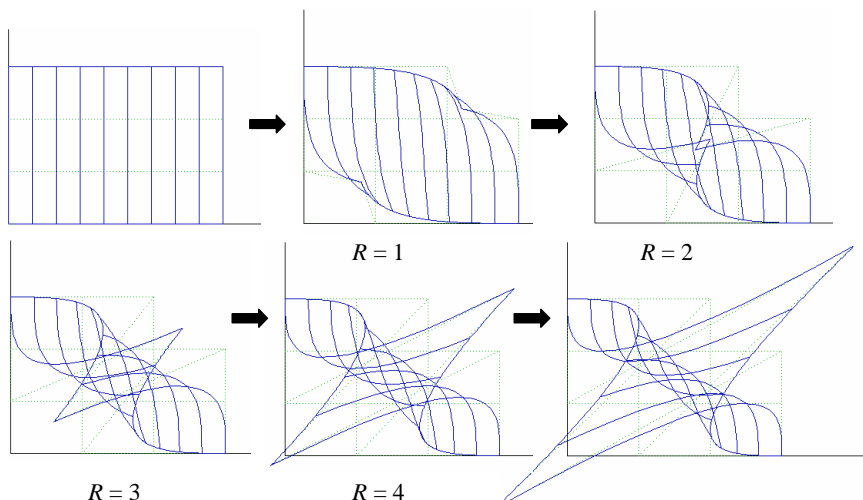 R = 1
R = 2
R = 3
R = 4